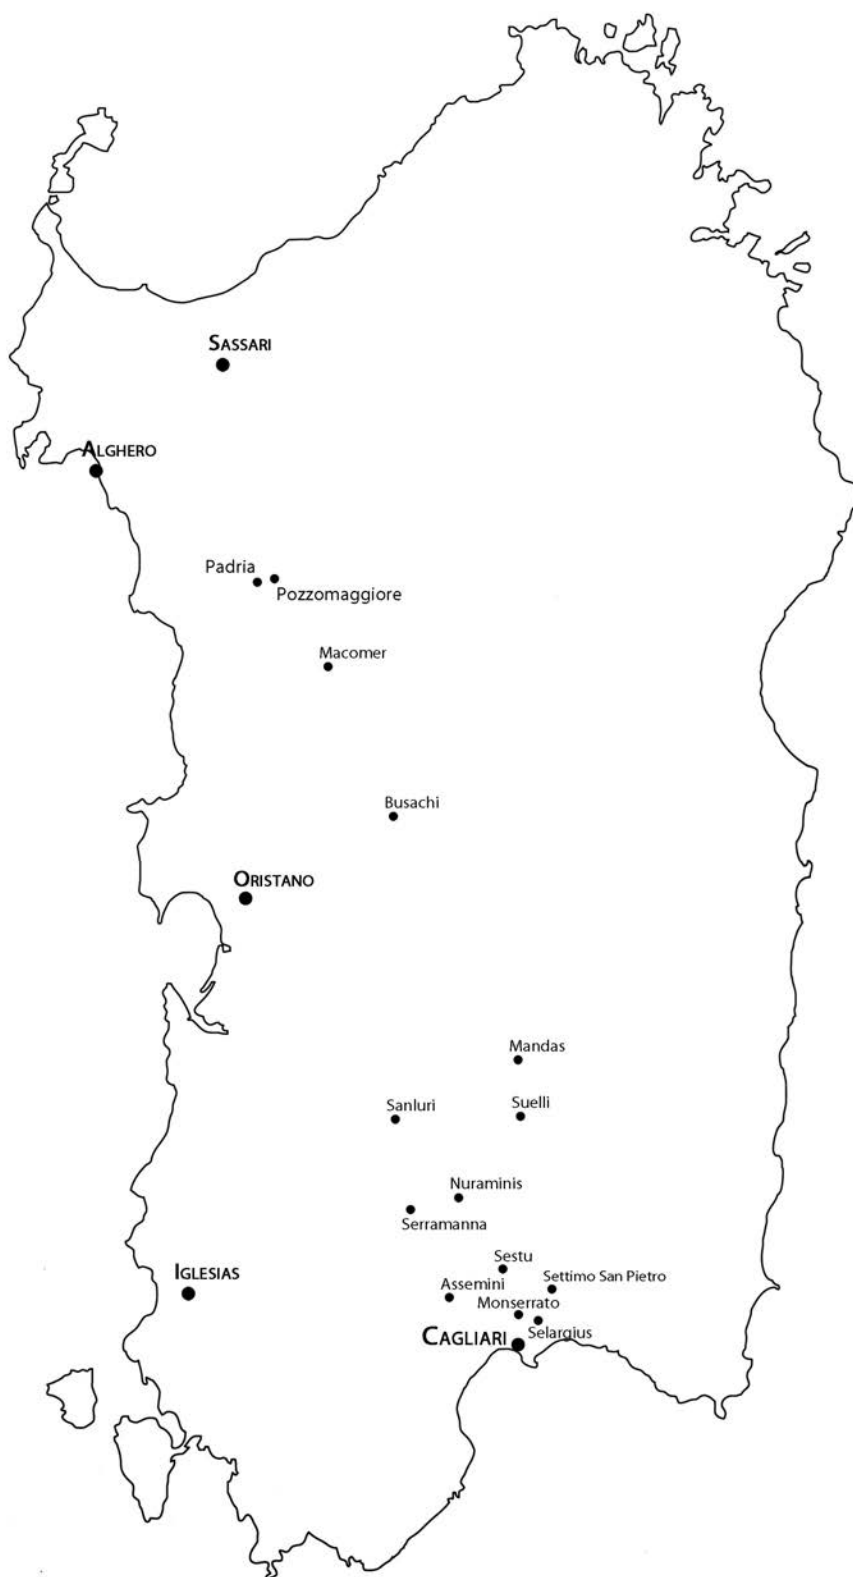 SASSARI
ALGHERO
Padria
Pozzomaggiore
Macomer
Busachi
ORISTANO
Mandas
Sanluri
Suelli
Nuraminis
Serramanna
Sestu
IGLESIAS
Assemini
Settimo San Pietro
Monserrato
CAGLIARI
Selargius